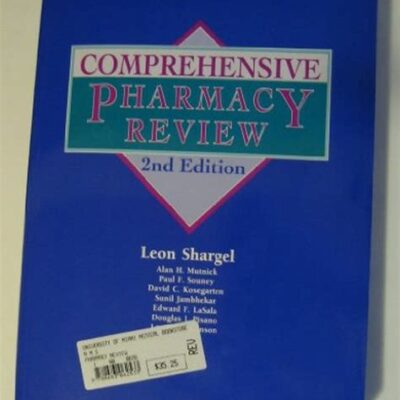 COMPREHENSIVE
PHARMACY
REVIEW
2nd Edition
Leon Shargel
Alan H. Mutnick
Paul F. Souney
David C. Kosegarten
Sunil Jambhekar
Edward F. LaSala
Douglas J. Pisano
UNIVERSITY OF MIAMI MEDICAL BOOKSTORE
PHARMACY REVIEW
$35.25
REV